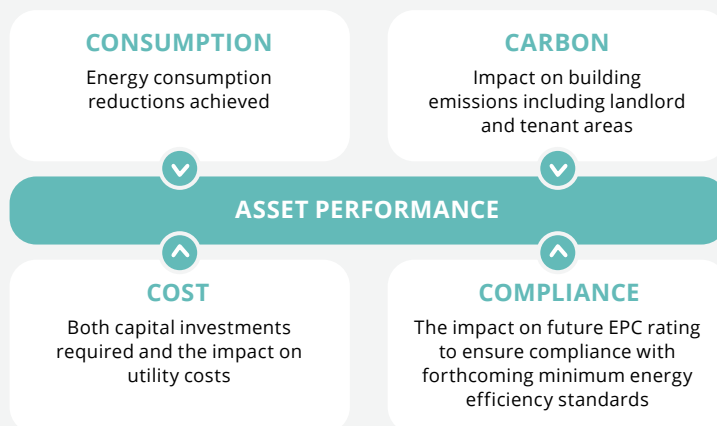 CONSUMPTION
Energy consumption
reductions achieved
CARBON
Impact on building
emissions including landlord
and tenant areas
ASSET PERFORMANCE
COST
Both capital investments
required and the impact on
utility costs
COMPLIANCE
The impact on future EPC rating
to ensure compliance with
forthcoming minimum energy
efficiency standards